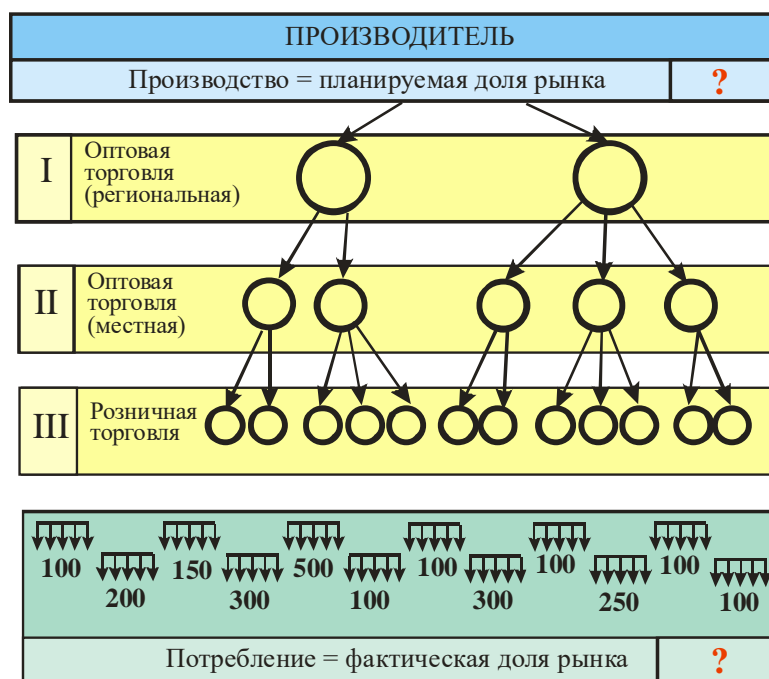 ПРОИЗВОДИТЕЛЬ
Производство = планируемая доля рынка ?
I Оптовая
торговля
(региональная)
II Оптовая
торговля
(местная)
III Розничная
торговля
100 150 500 100 100 100
200 300 100 300 250 100
Потребление = фактическая доля рынка ?